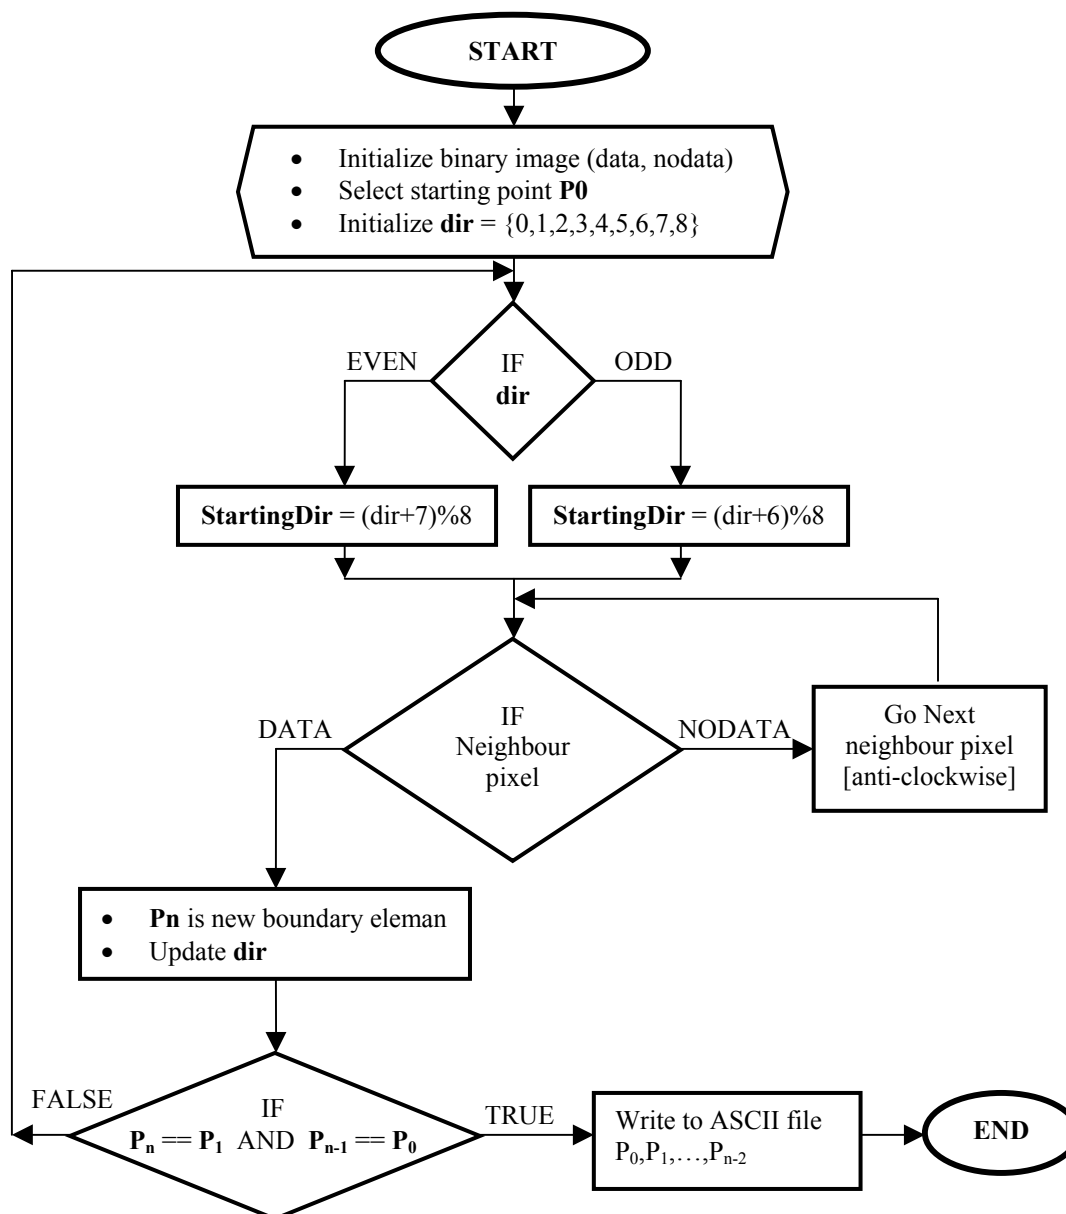 START
• Initialize binary image (data, nodata)
• Select starting point P0
• Initialize dir = {0,1,2,3,4,5,6,7,8}
EVEN
IF
dir
ODD
StartingDir = (dir+7)%8
StartingDir = (dir+6)%8
DATA
IF
Neighbour
pixel
NODATA
Go Next
neighbour pixel
[anti-clockwise]
• Pn is new boundary eleman
• Update dir
FALSE
IF
Pn == P1 AND Pn-1 == P0
TRUE
Write to ASCII file
P0,P1,…,Pn-2
END